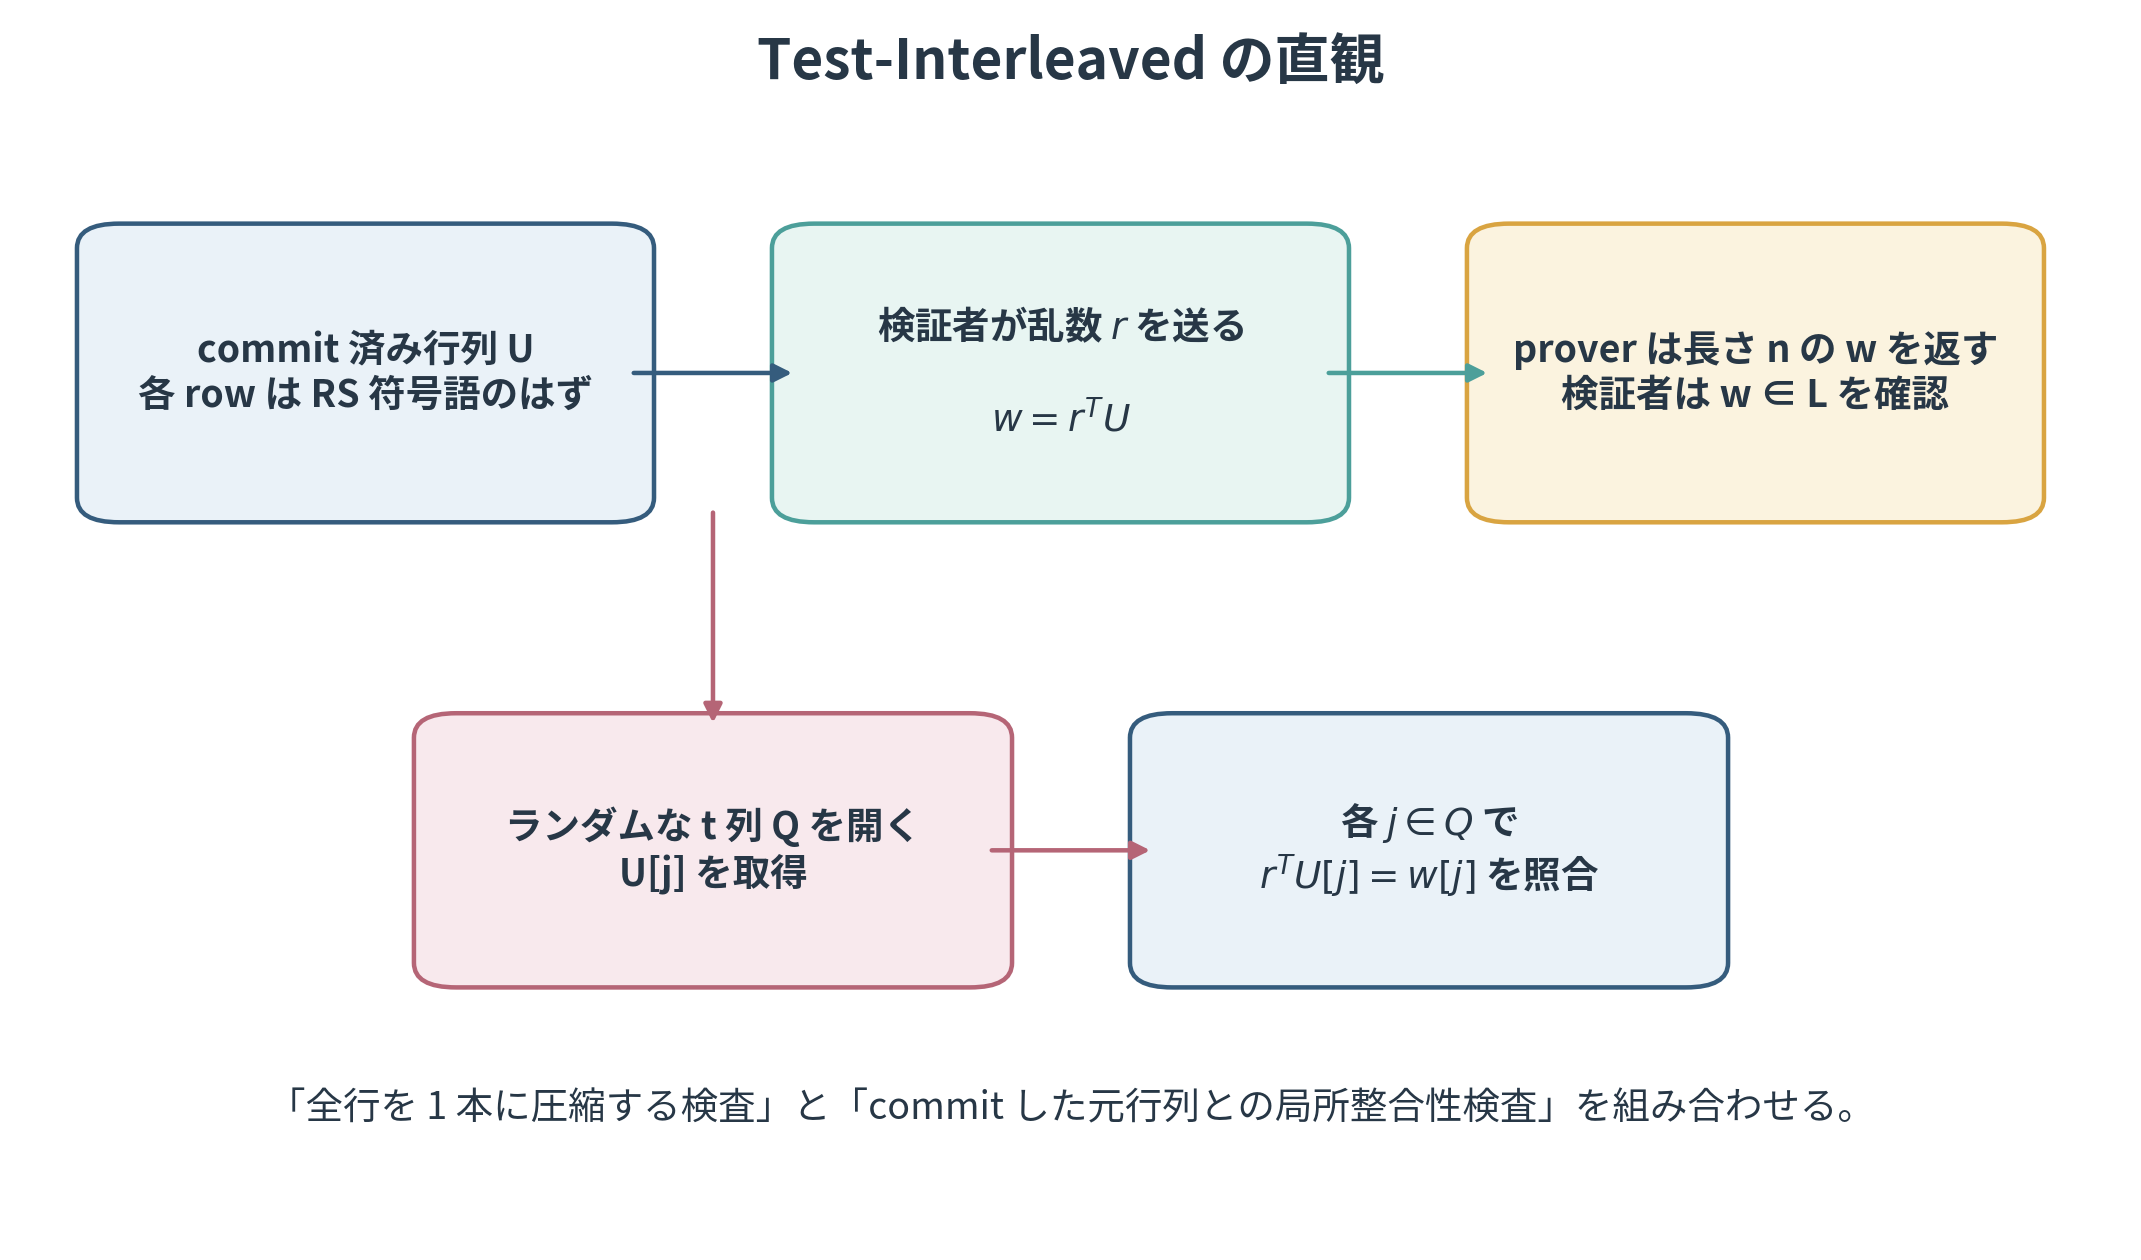 Test-Interleaved の直観
commit 済み行列 U
各 row は RS 符号語のはず
検証者が乱数 r を送る
w = r^T U
prover は長さ n の w を返す
検証者は w ∈ L を確認
ランダムな t 列 Q を開く
U[j] を取得
各 j ∈ Q で
r^T U[j] = w[j] を照合
「全行を 1 本に圧縮する検査」と「commit した元行列との局所整合性検査」を組み合わせる。